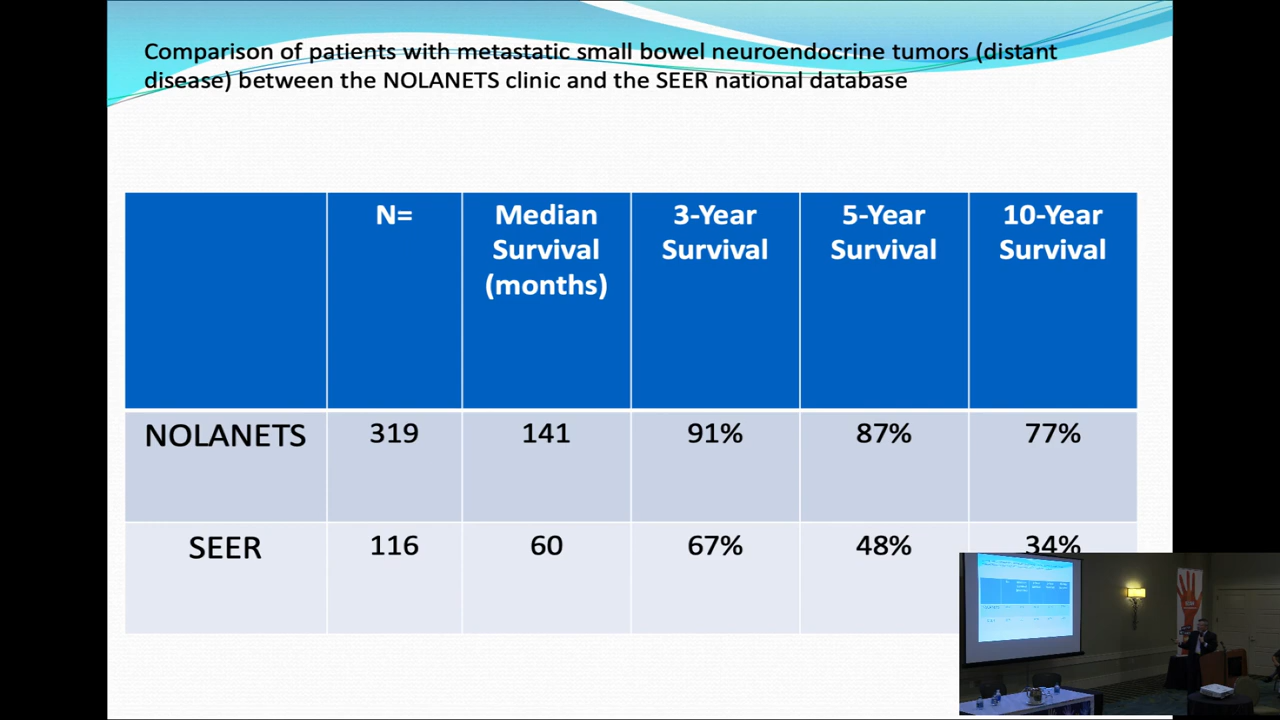 Comparison of patients with metastatic small bowel neuroendocrine tumors (distant
disease) between the NOLANETS clinic and the SEER national database
N=
Median
Survival
(months)
3-Year
Survival
5-Year
Survival
10-Year
Survival
NOLANETS
319
141
91%
87%
77%
SEER
116
60
67%
48%
34%